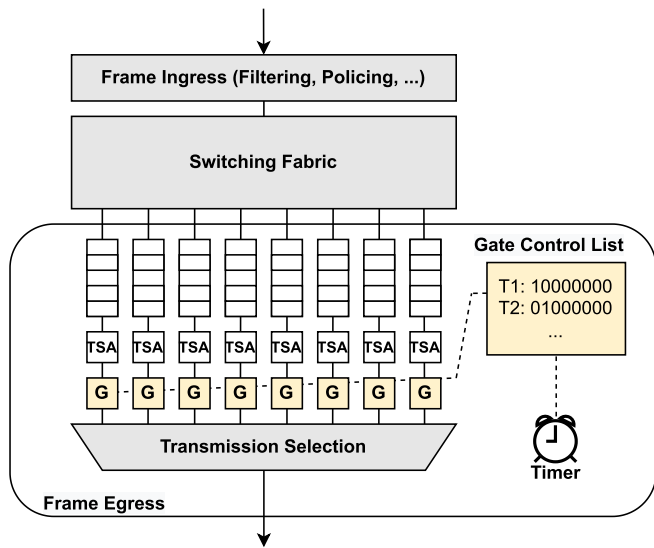 Frame Ingress (Filtering, Policing, ...)
Switching Fabric
Gate Control List
T1: 10000000
T2: 01000000
...
TSA TSA TSA TSA TSA TSA TSA TSA
G G G G G G G G
Transmission Selection
Timer
Frame Egress